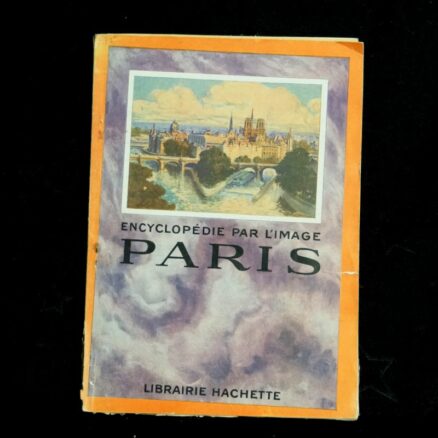 ENCYCLOPÉDIE PAR L'IMAGE
PARIS
LIBRAIRIE HACHETTE